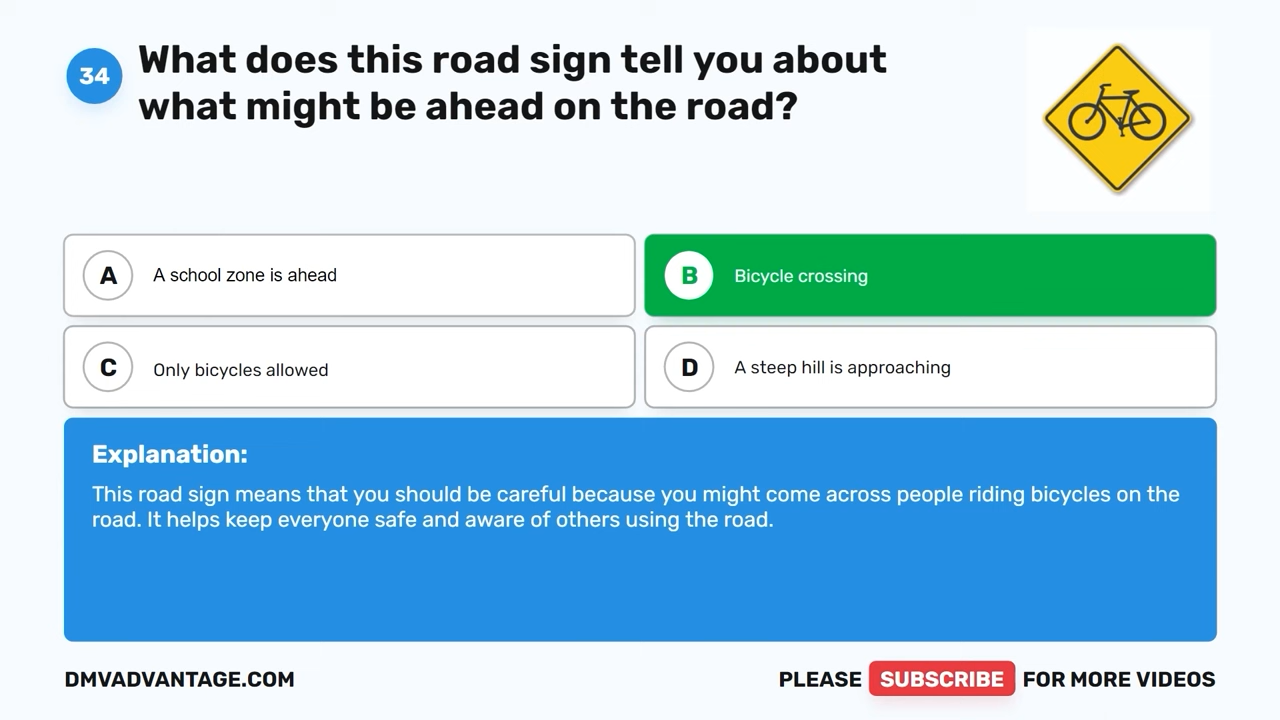 34
What does this road sign tell you about
what might be ahead on the road?
A A school zone is ahead
B Bicycle crossing
C Only bicycles allowed
D A steep hill is approaching
Explanation:
This road sign means that you should be careful because you might come across people riding bicycles on the
road. It helps keep everyone safe and aware of others using the road.
DMVADVANTAGE.COM
PLEASE SUBSCRIBE FOR MORE VIDEOS